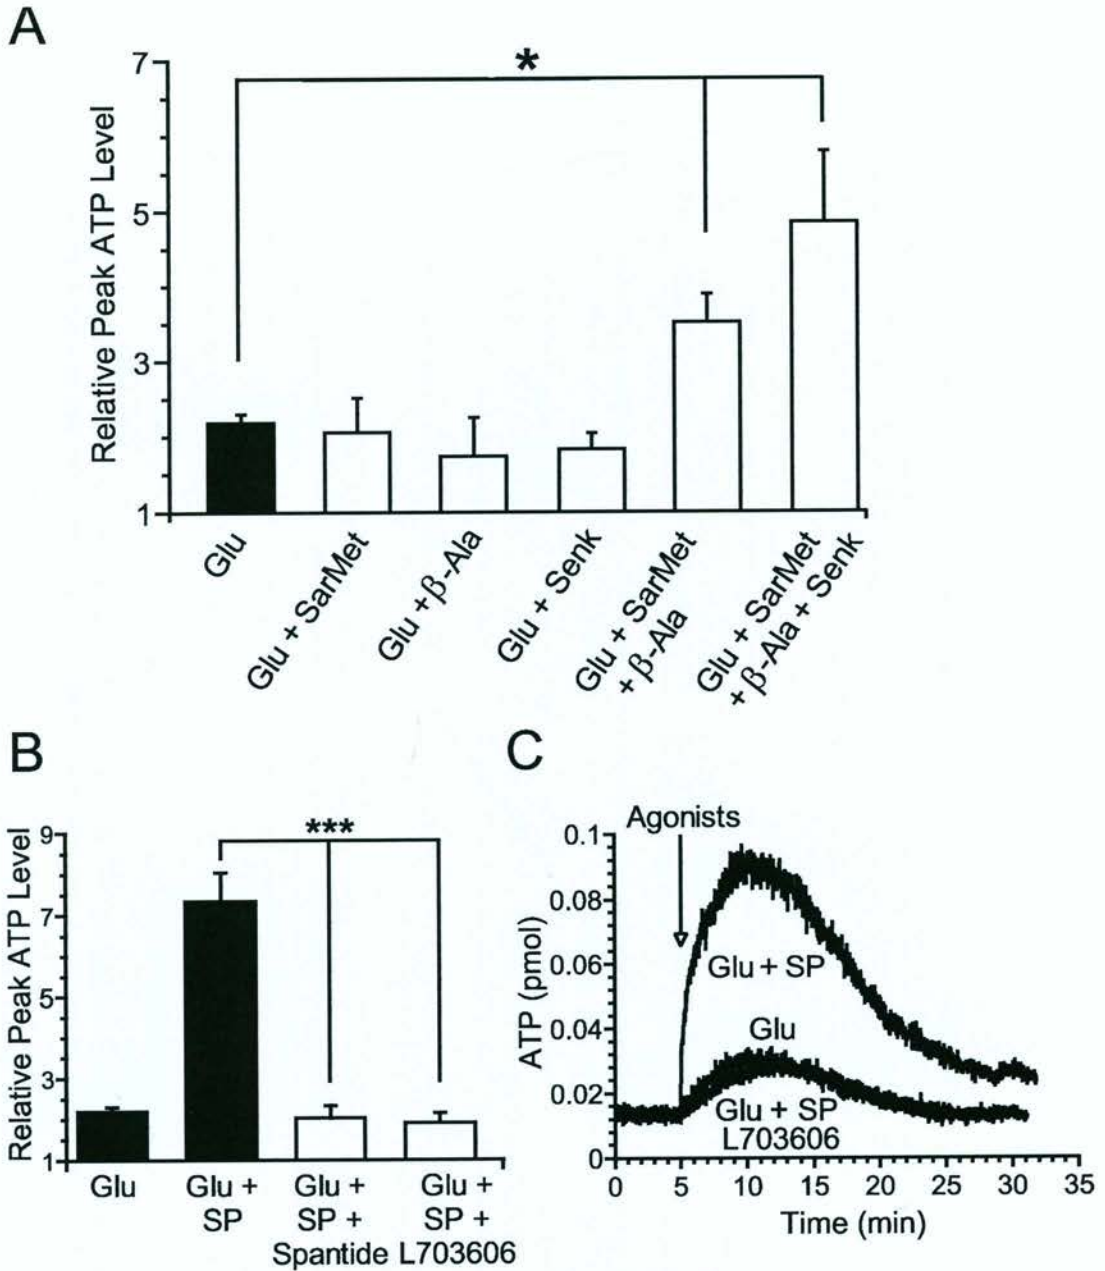 A
*
7
5
3
1
Relative Peak ATP Level
Glu
Glu + SarMet
Glu + β-Ala
Glu + Senk
Glu + SarMet
+ β-Ala
Glu + SarMet
+ β-Ala + Senk
B
***
9
7
5
3
1
Relative Peak ATP Level
Glu
Glu +
SP
Glu +
SP +
Spantide
Glu +
SP +
L703606
C
Agonists
0.1
0.08
0.06
0.04
0.02
0
ATP (pmol)
Glu + SP
Glu
Glu + SP
L703606
0 5 10 15 20 25 30 35
Time (min)